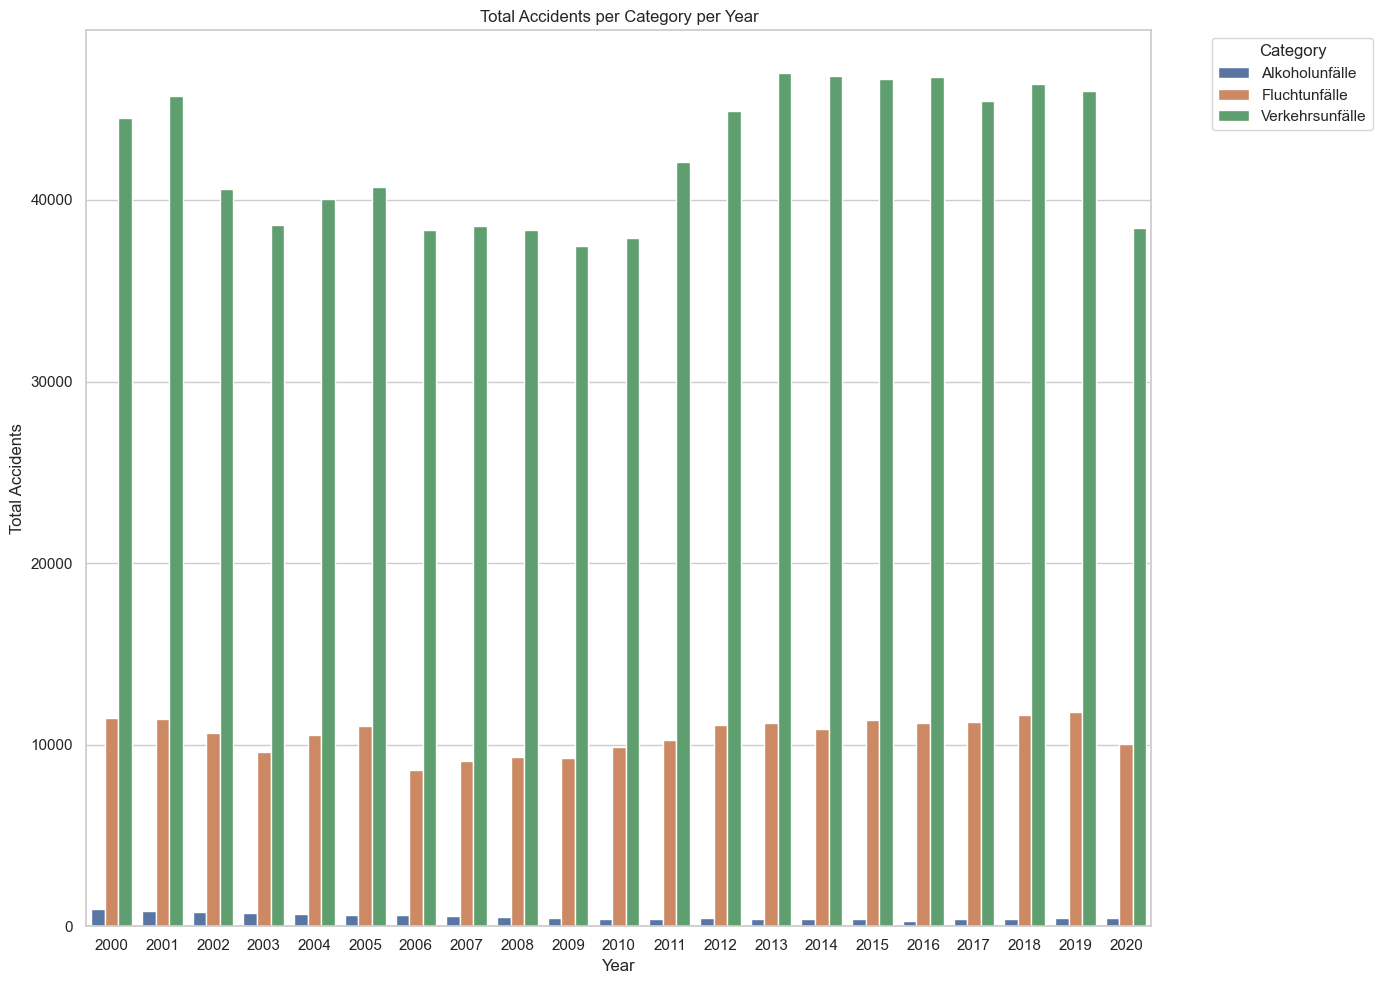 Total Accidents per Category per Year
Category
Alkoholunfälle
Fluchtunfälle
Verkehrsunfälle
Total Accidents
40000
30000
20000
10000
0
2000 2001 2002 2003 2004 2005 2006 2007 2008 2009 2010 2011 2012 2013 2014 2015 2016 2017 2018 2019 2020
Year